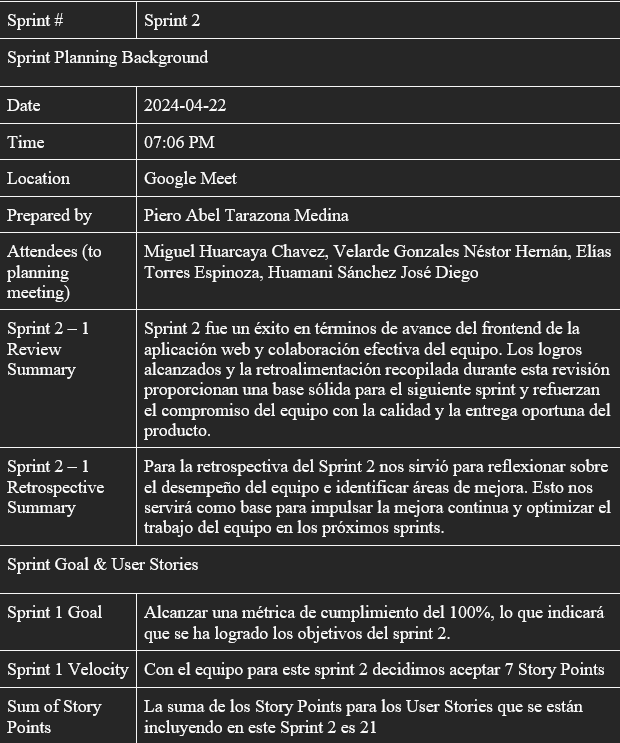 Sprint # Sprint 2
Sprint Planning Background
Date 2024-04-22
Time 07:06 PM
Location Google Meet
Prepared by Piero Abel Tarazona Medina
Attendees (to
planning
meeting)
Miguel Huarcaya Chavez, Velarde Gonzales Néstor Hernán, Elías
Torres Espinoza, Huamani Sánchez José Diego
Sprint 2 – 1
Review
Summary
Sprint 2 fue un éxito en términos de avance del frontend de la
aplicación web y colaboración efectiva del equipo. Los logros
alcanzados y la retroalimentación recopilada durante esta revisión
proporcionan una base sólida para el siguiente sprint y refuerzan
el compromiso del equipo con la calidad y la entrega oportuna del
producto.
Sprint 2 – 1
Retrospective
Summary
Para la retrospectiva del Sprint 2 nos sirvió para reflexionar sobre
el desempeño del equipo e identificar áreas de mejora. Esto nos
servirá como base para impulsar la mejora continua y optimizar el
trabajo del equipo en los próximos sprints.
Sprint Goal & User Stories
Sprint 1 Goal
Alcanzar una métrica de cumplimiento del 100%, lo que indicará
que se ha logrado los objetivos del sprint 2.
Sprint 1 Velocity Con el equipo para este sprint 2 decidimos aceptar 7 Story Points
Sum of Story
Points
La suma de los Story Points para los User Stories que se están
incluyendo en este Sprint 2 es 21